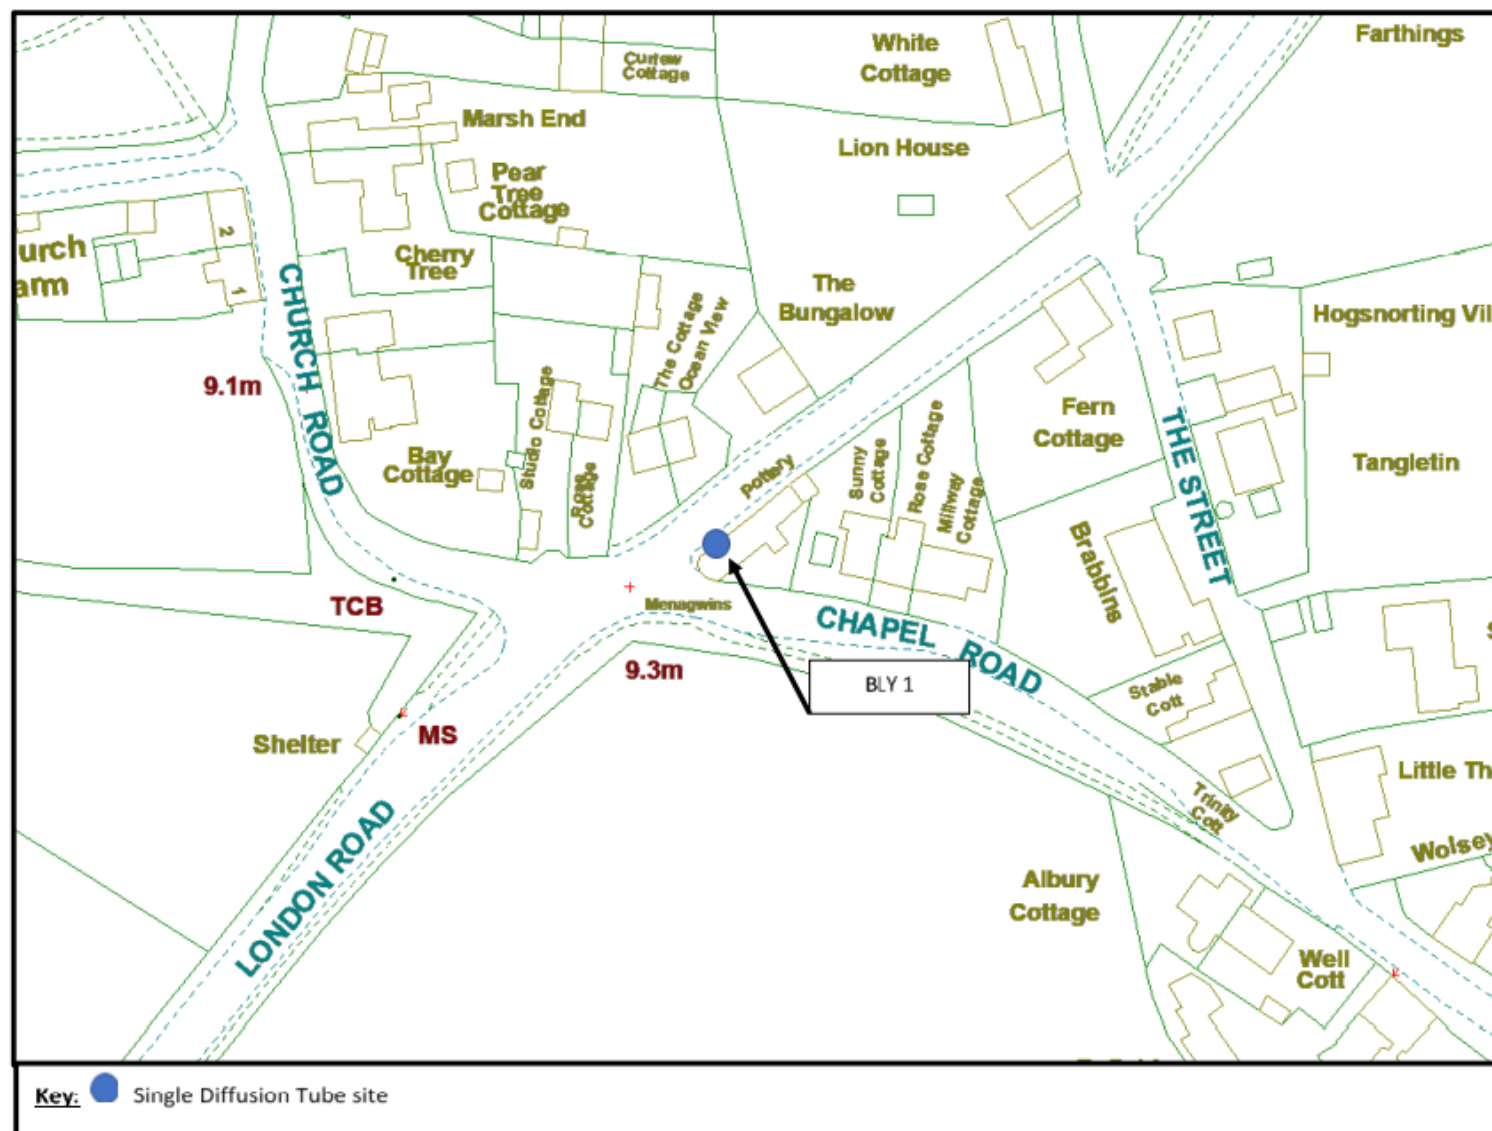 Farthings
White
Cottage
Curlew
Cottage
Marsh End
Lion House
Pear
Tree
Cottage
2
1
urch
arm
Cherry
Tree
The
Bungalow
Hogsnorting Vil
CHURCH ROAD
The Cottage
Ocean View
9.1m
Fern
Cottage
THE STREET
Tangletin
Bay
Cottage
Studio Cottage
Rose
Cottage
Pottery
Sunny
Cottage
Rose Cottage
Millway
Cottage
Brabbins
TCB
Menagwins
CHAPEL ROAD
9.3m
BLY 1
Stable
Cott
Shelter
MS
Little Th
Trinity
Cott
LONDON ROAD
Wolsey
Albury
Cottage
Well
Cott
Key: Single Diffusion Tube site